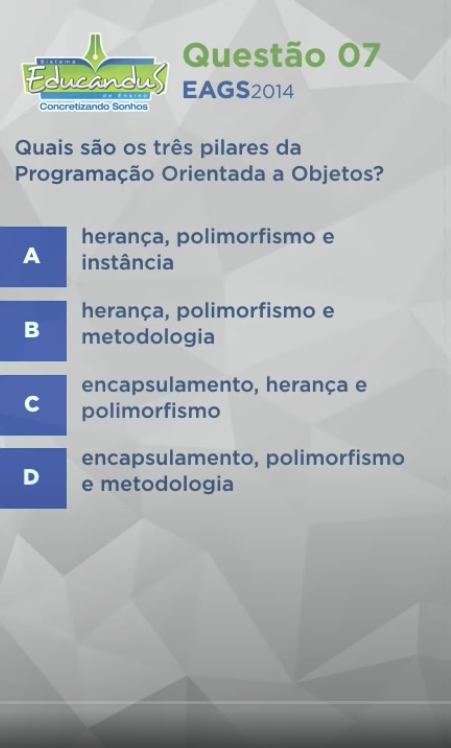 Sistema
Educandus
de Ensino
Concretizando Sonhos
Questão 07
EAGS2014
Quais são os três pilares da
Programação Orientada a Objetos?
A
herança, polimorfismo e
instância
B
herança, polimorfismo e
metodologia
C
encapsulamento, herança e
polimorfismo
D
encapsulamento, polimorfismo
e metodologia